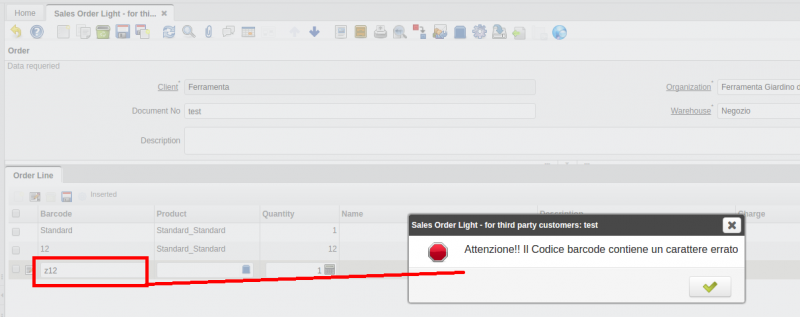 Home
Sales Order Light - for thi...
Order
Data requened
Client
Ferramenta
Organization
Ferramenta Giardino
Document No
test
Warehouse
Negozio
Description
Order Line
Inserted
Barcode
Product
Quantity
Name
Description
Charge
Standard
Standard_Standard
1
12
Standard_Standard
12
z12
1
Sales Order Light - for third party customers: test
Attenzione!! Il Codice barcode contiene un carattere errato